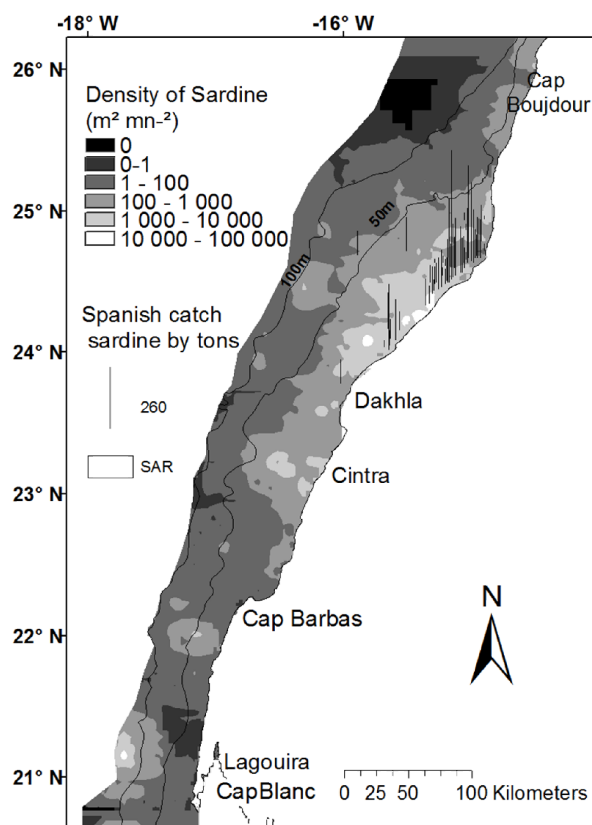 -18° W
-16° W
26° N
25° N
24° N
23° N
22° N
21° N
Density of Sardine
(m² mn-²)
0
0-1
1 - 100
100 - 1 000
1 000 - 10 000
10 000 - 100 000
Spanish catch
sardine by tons
260
SAR
Cap
Boujdour
50m
100m
Dakhla
Cintra
Cap Barbas
Lagouira
CapBlanc
N
0 25 50 100 Kilometers